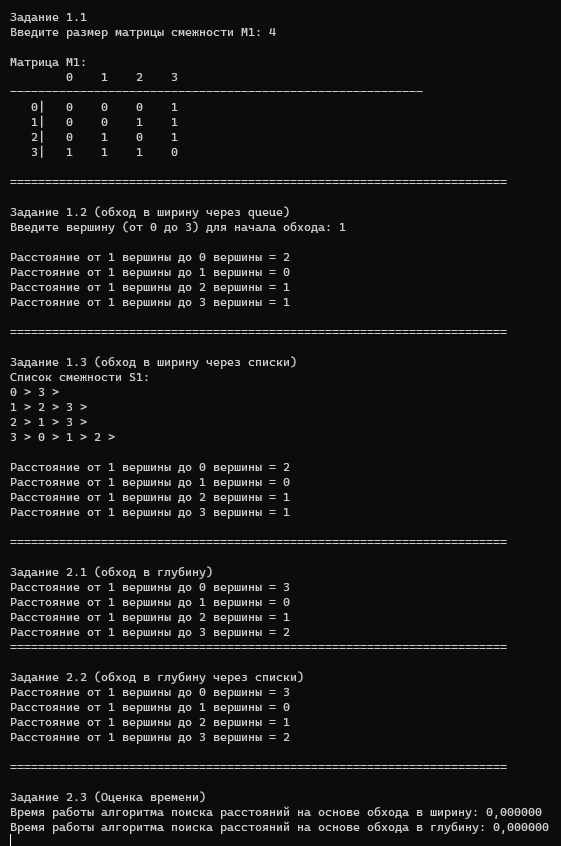 Задание 1.1
Введите размер матрицы смежности M1: 4
Матрица M1:
0 1 2 3
___________________________________________________________
0| 0 0 0 1
1| 0 0 1 1
2| 0 1 0 1
3| 1 1 1 0
=======================================================================
Задание 1.2 (обход в ширину через queue)
Введите вершину (от 0 до 3) для начала обхода: 1
Расстояние от 1 вершины до 0 вершины = 2
Расстояние от 1 вершины до 1 вершины = 0
Расстояние от 1 вершины до 2 вершины = 1
Расстояние от 1 вершины до 3 вершины = 1
=======================================================================
Задание 1.3 (обход в ширину через списки)
Список смежности S1:
0 > 3 >
1 > 2 > 3 >
2 > 1 > 3 >
3 > 0 > 1 > 2 >
Расстояние от 1 вершины до 0 вершины = 2
Расстояние от 1 вершины до 1 вершины = 0
Расстояние от 1 вершины до 2 вершины = 1
Расстояние от 1 вершины до 3 вершины = 1
=======================================================================
Задание 2.1 (обход в глубину)
Расстояние от 1 вершины до 0 вершины = 3
Расстояние от 1 вершины до 1 вершины = 0
Расстояние от 1 вершины до 2 вершины = 1
Расстояние от 1 вершины до 3 вершины = 2
=======================================================================
Задание 2.2 (обход в глубину через списки)
Расстояние от 1 вершины до 0 вершины = 3
Расстояние от 1 вершины до 1 вершины = 0
Расстояние от 1 вершины до 2 вершины = 1
Расстояние от 1 вершины до 3 вершины = 2
=======================================================================
Задание 2.3 (Оценка времени)
Время работы алгоритма поиска расстояний на основе обхода в ширину: 0,000000
Время работы алгоритма поиска расстояний на основе обхода в глубину: 0,000000